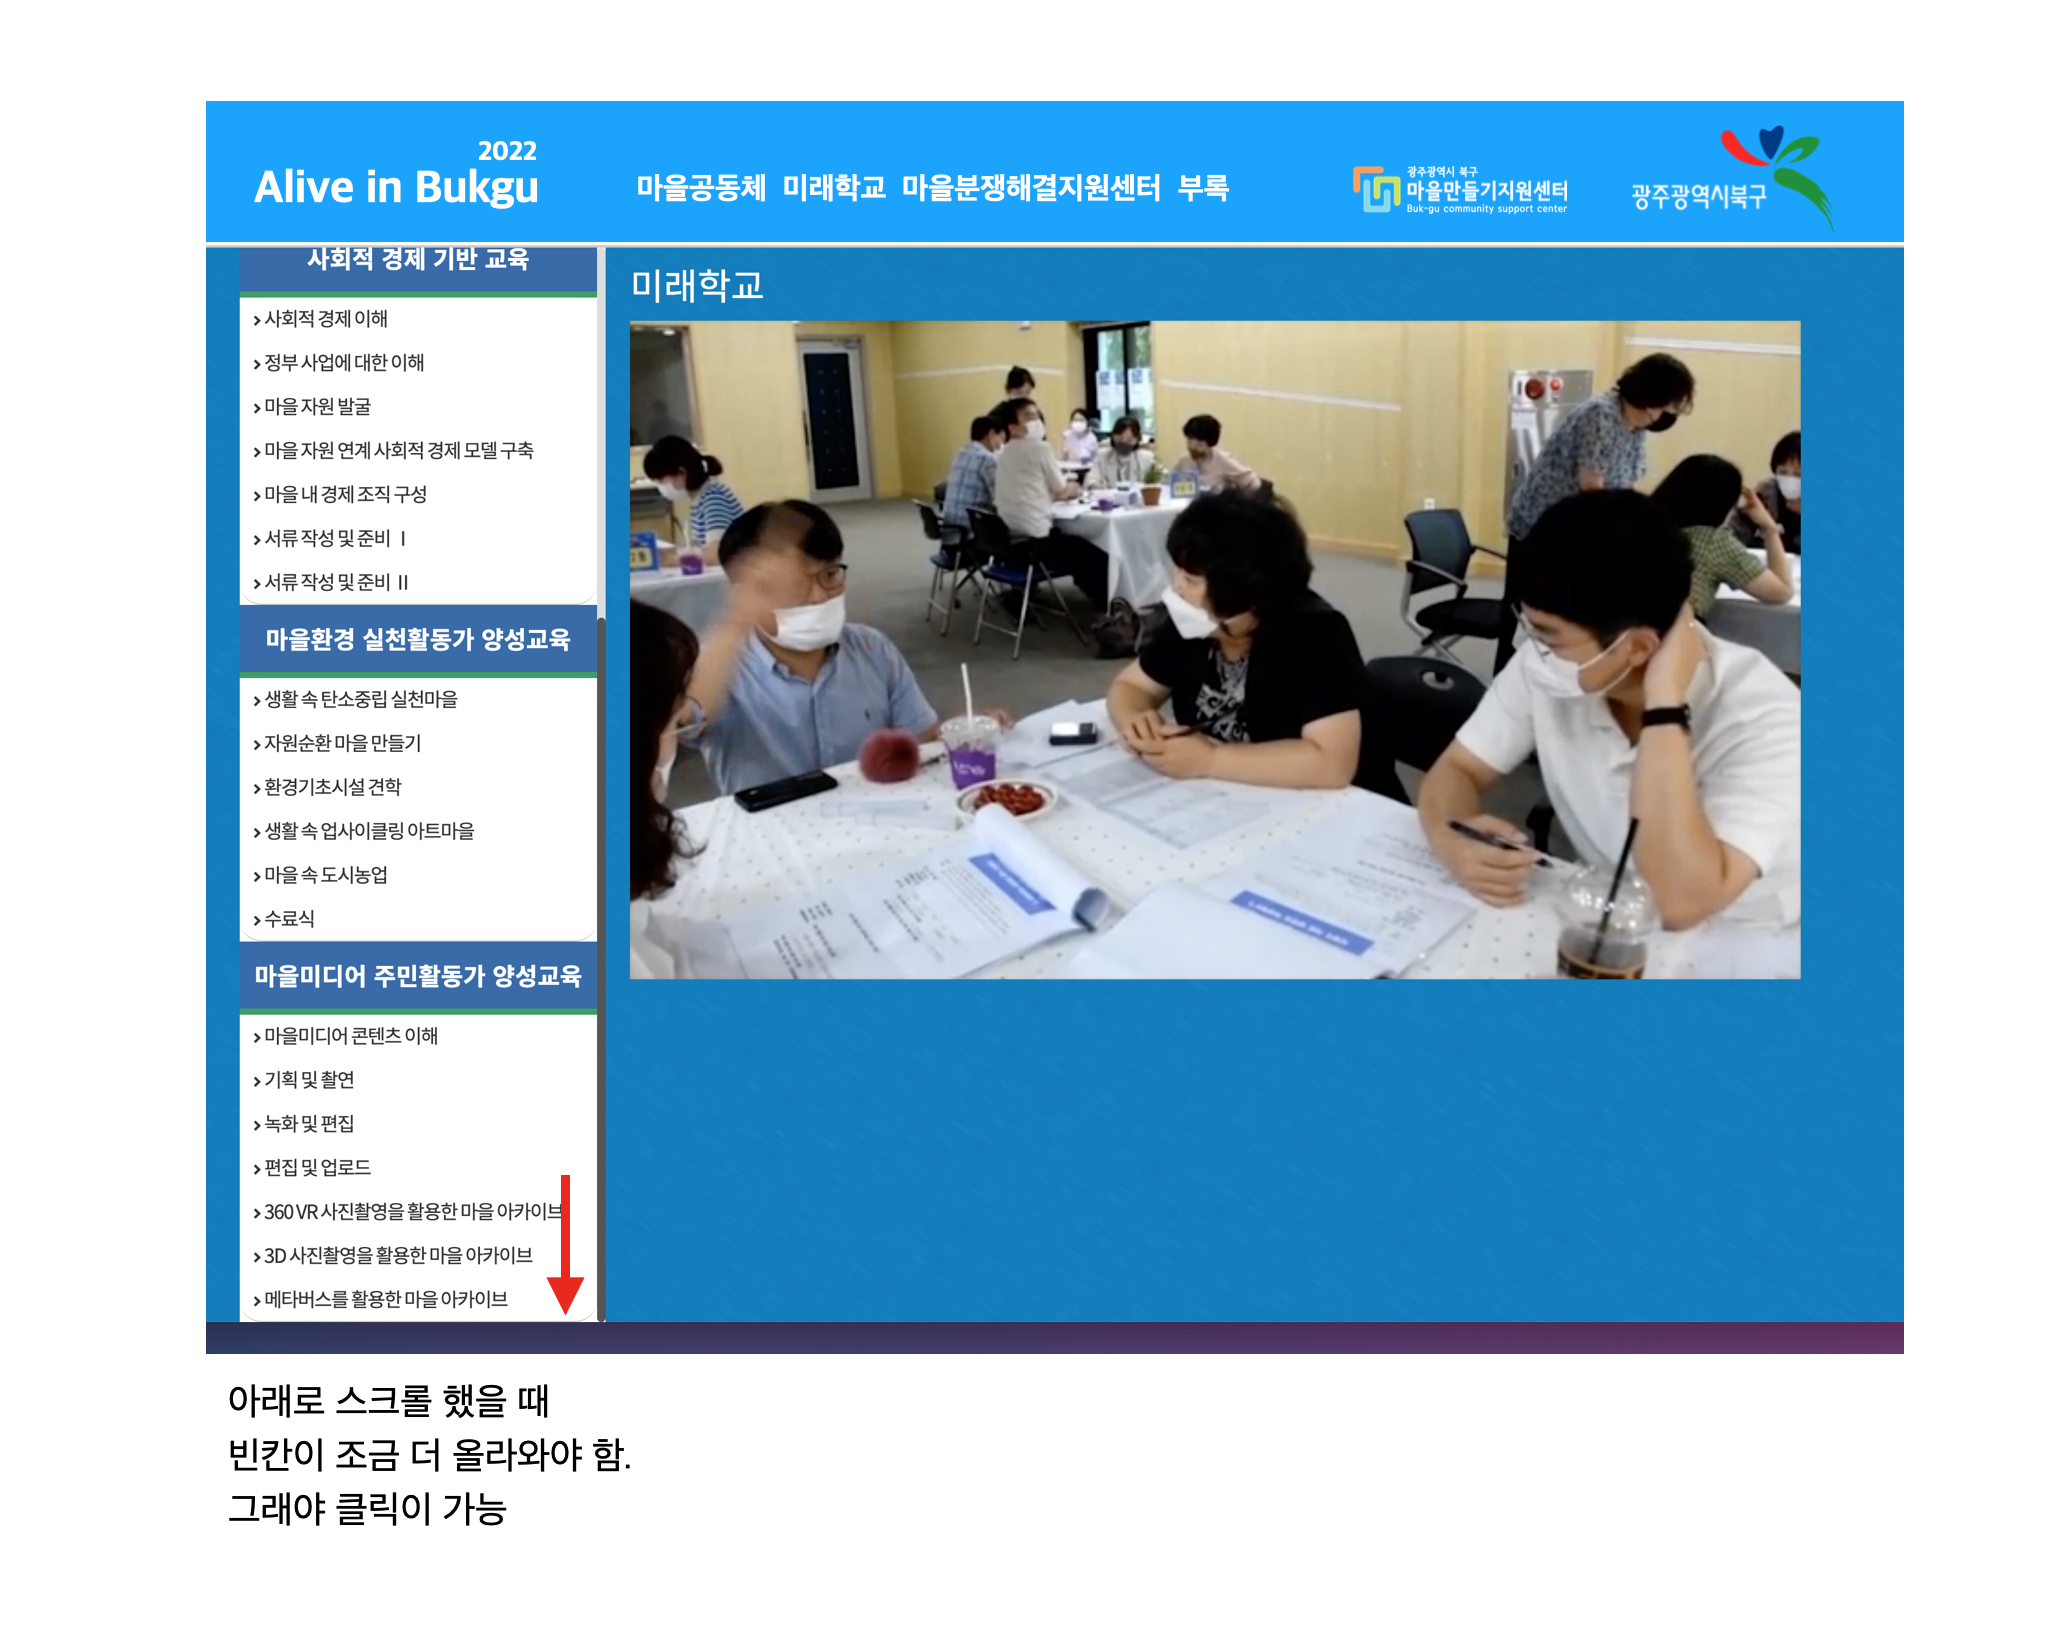 2022
Alive in Bukgu
마을공동체 미래학교 마을분쟁해결지원센터 부록
광주광역시 북구
마을만들기지원센터
Buk-gu community support center
광주광역시북구
사회적 경제 기반 교육
사회적 경제 이해
정부 사업에 대한 이해
마을 자원 발굴
마을 자원 연계 사회적 경제 모델 구축
마을 내 경제 조직 구성
서류 작성 및 준비 Ⅰ
서류 작성 및 준비 Ⅱ
마을환경 실천활동가 양성교육
생활 속 탄소중립 실천마을
자원순환 마을 만들기
환경기초시설 견학
생활 속 업사이클링 아트마을
마을 속 도시농업
수료식
마을미디어 주민활동가 양성교육
마을미디어 콘텐츠 이해
기획 및 촬연
녹화 및 편집
편집 및 업로드
360 VR 사진촬영을 활용한 마을 아카이브
3D 사진촬영을 활용한 마을 아카이브
메타버스를 활용한 마을 아카이브
미래학교
아래로 스크롤 했을 때
빈칸이 조금 더 올라와야 함.
그래야 클릭이 가능